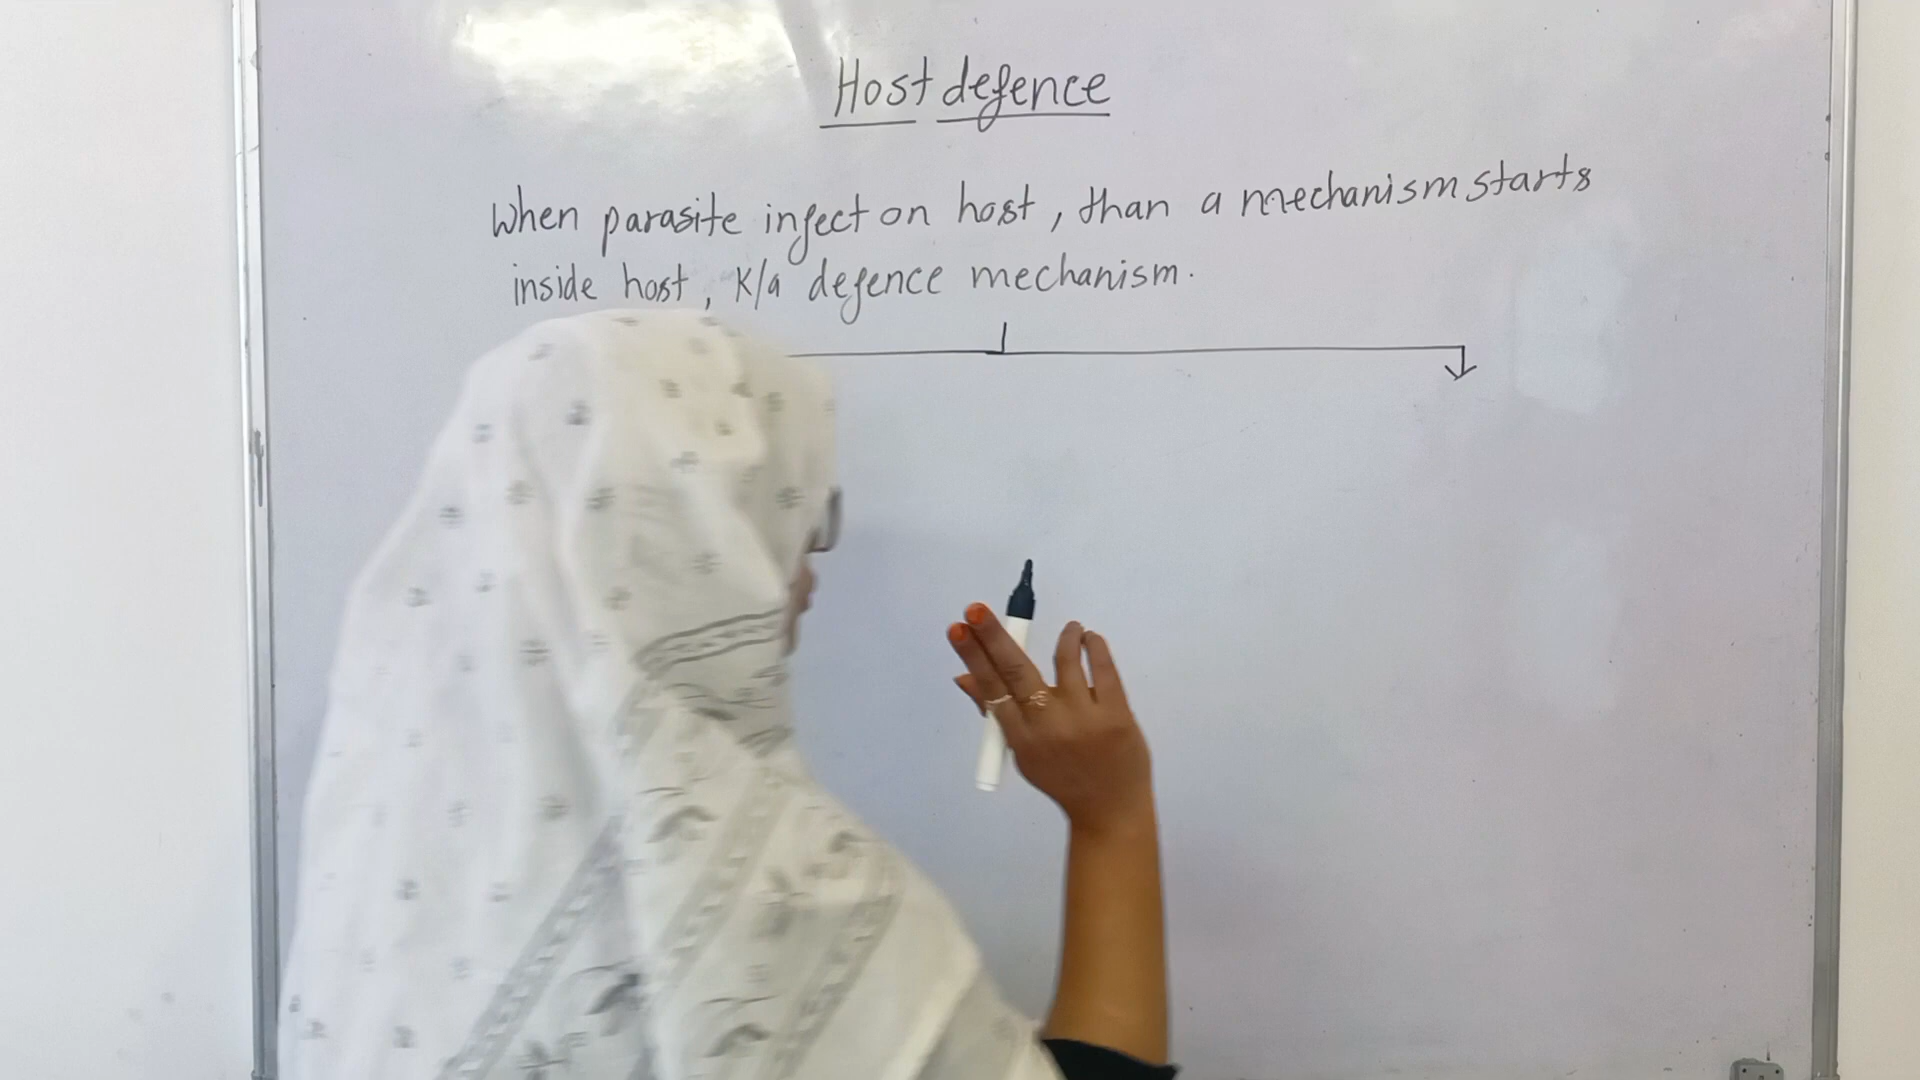 Host defence
When parasite infect on host, than a mechanism starts
inside host, K/a defence mechanism.